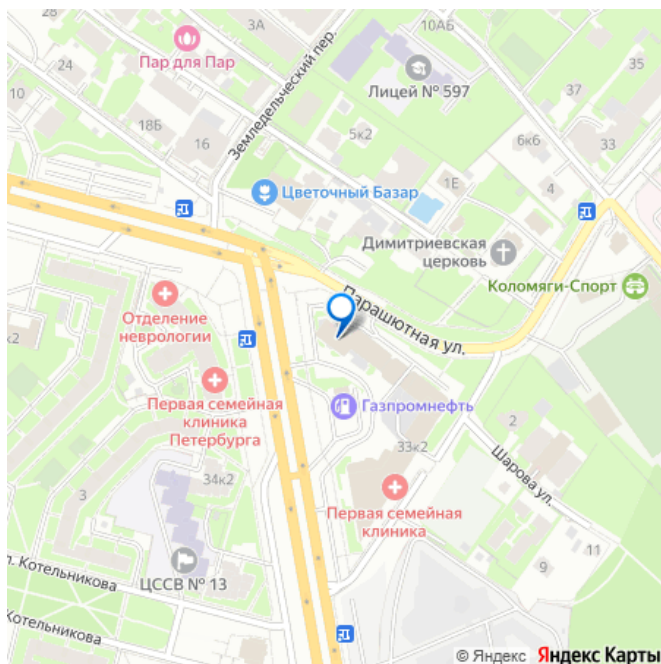 3А
10АБ
Пар для Пар
24
Лицей № 597
35
10
37
18Б
16
Земледельческий пер.
5к2
6к6
33
1Е
4
Цветочный Базар
Димитриевская
церковь
Коломяги-Спорт
Отделение
неврологии
Парашютная ул.
к2
Первая семейная
клиника
Петербурга
Газпромнефть
2
33к2
Шарова ул.
34к2
3
Первая семейная
клиника
11
9
ЦССВ № 13
л. Котельникова
Котельникова
© Яндекс Яндекс Карты